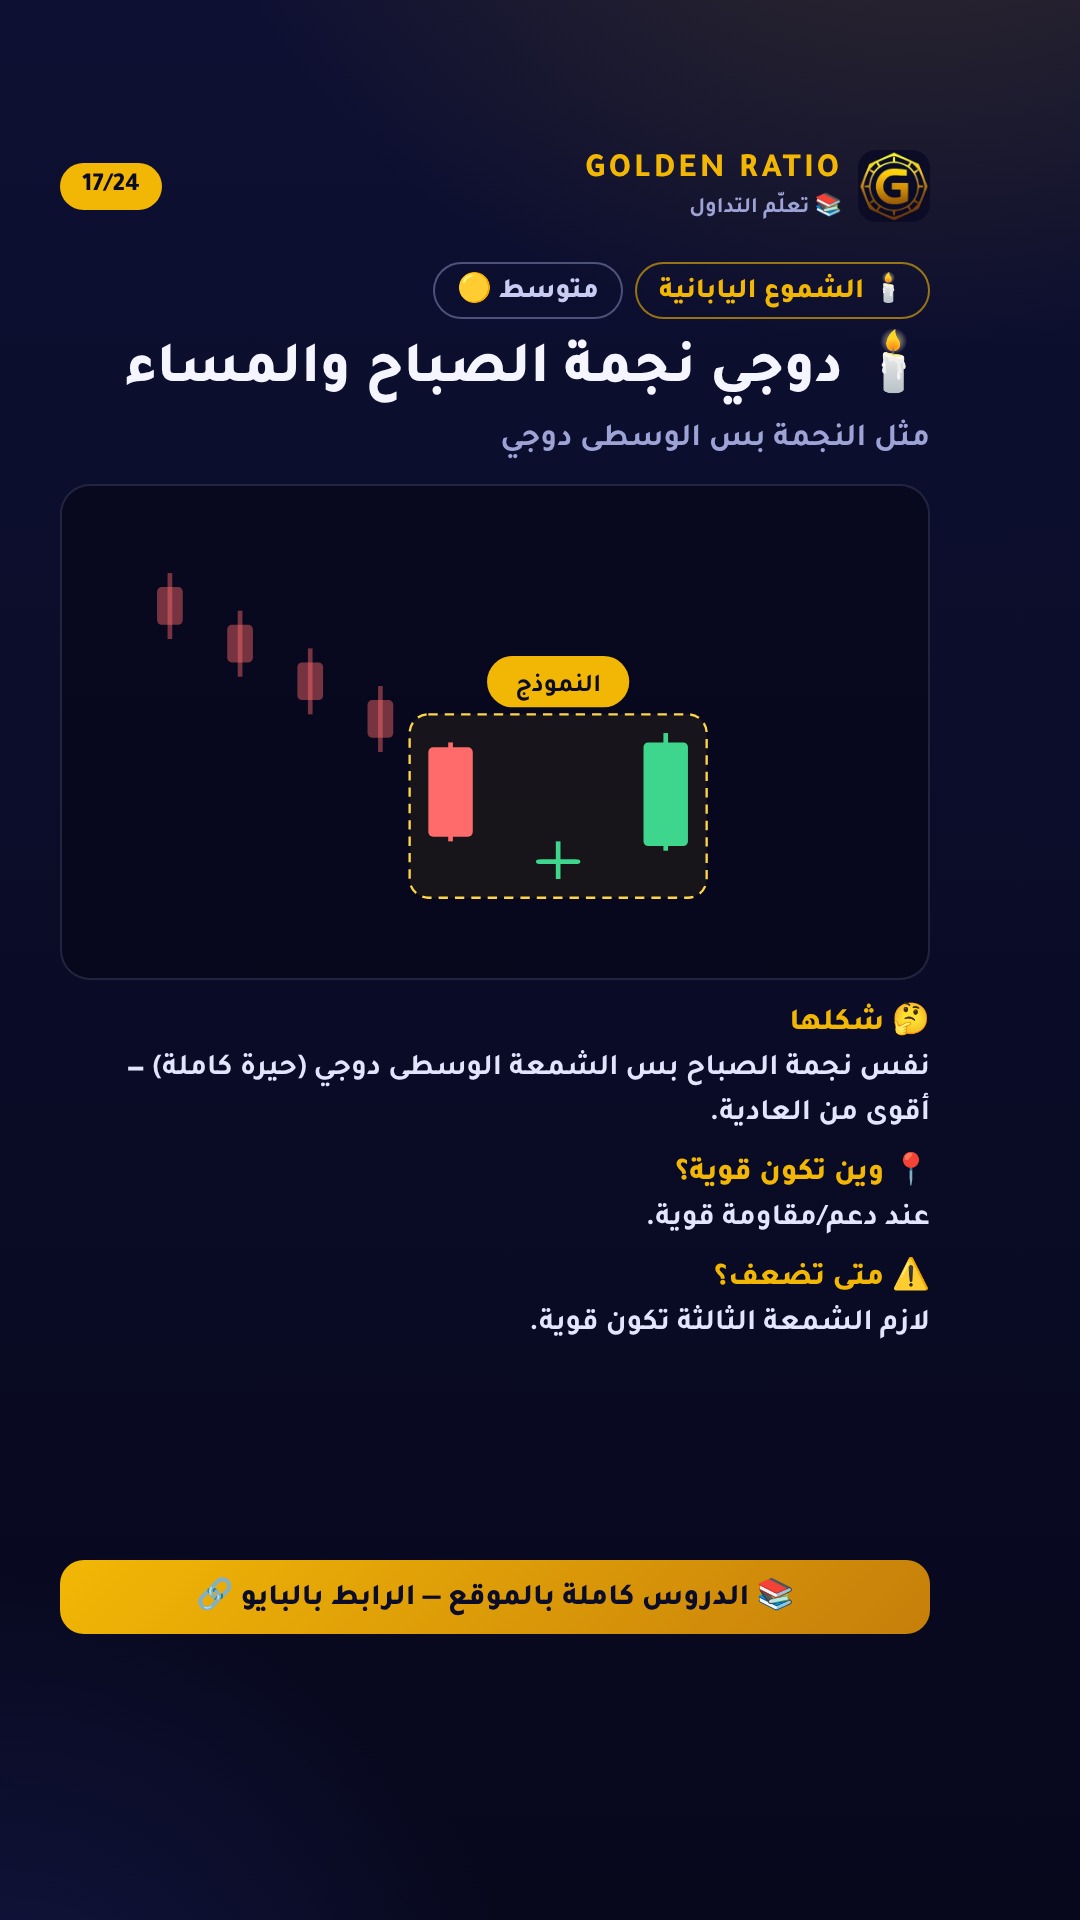 GOLDEN RATIO
📚 تعلّم التداول
17/24
🕯️ الشموع اليابانية
متوسط 🟡
🕯️ دوجي نجمة الصباح والمساء
مثل النجمة بس الوسطى دوجي
النموذج
🤔 شكلها
نفس نجمة الصباح بس الشمعة الوسطى دوجي (حيرة كاملة) –
أقوى من العادية.
📍 وين تكون قوية؟
عند دعم/مقاومة قوية.
⚠️ متى تضعف؟
لازم الشمعة الثالثة تكون قوية.
📚 الدروس كاملة بالموقع – الرابط بالبايو 🔗